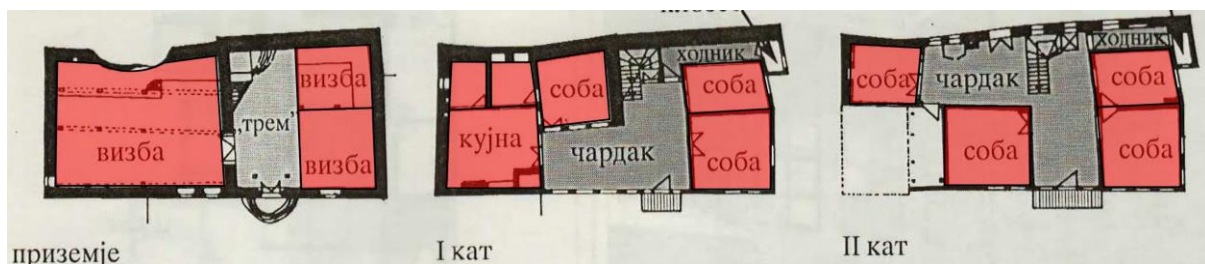 визба
визба
„трем"
визба
приземје
ходник
соба
соба
кујна
чардак
соба
I кат
ходник
соба
чардак
соба
соба
соба
II кат